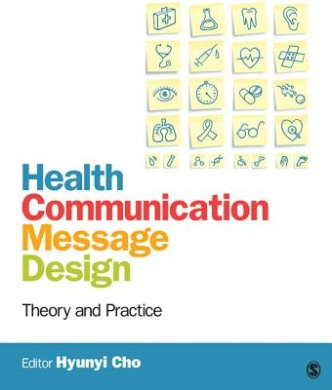 Health
Communication
Message
Design
Theory and Practice
Editor Hyunyi Cho
S